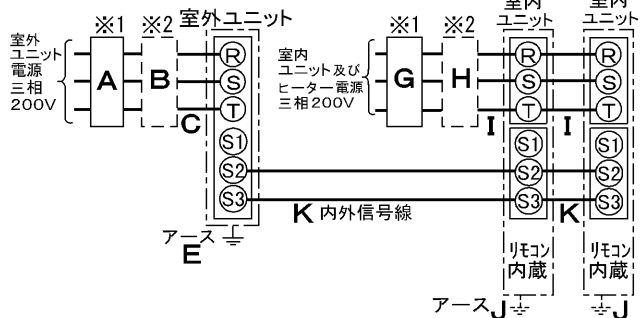 ※1 ※2 室外ユニット
室外
ユニット
電源
三相
200V
A B C
R
S
T
S1
S2
S3
アース
E
※1 ※2
室内
ユニット及び
ヒーター電源
三相200V
G H I I
ユニット ユニット
R R
S S
T T
S1 S1
S2 S2
S3 S3
K 内外信号線 K
リモコン リモコン
内蔵 内蔵
アース J J